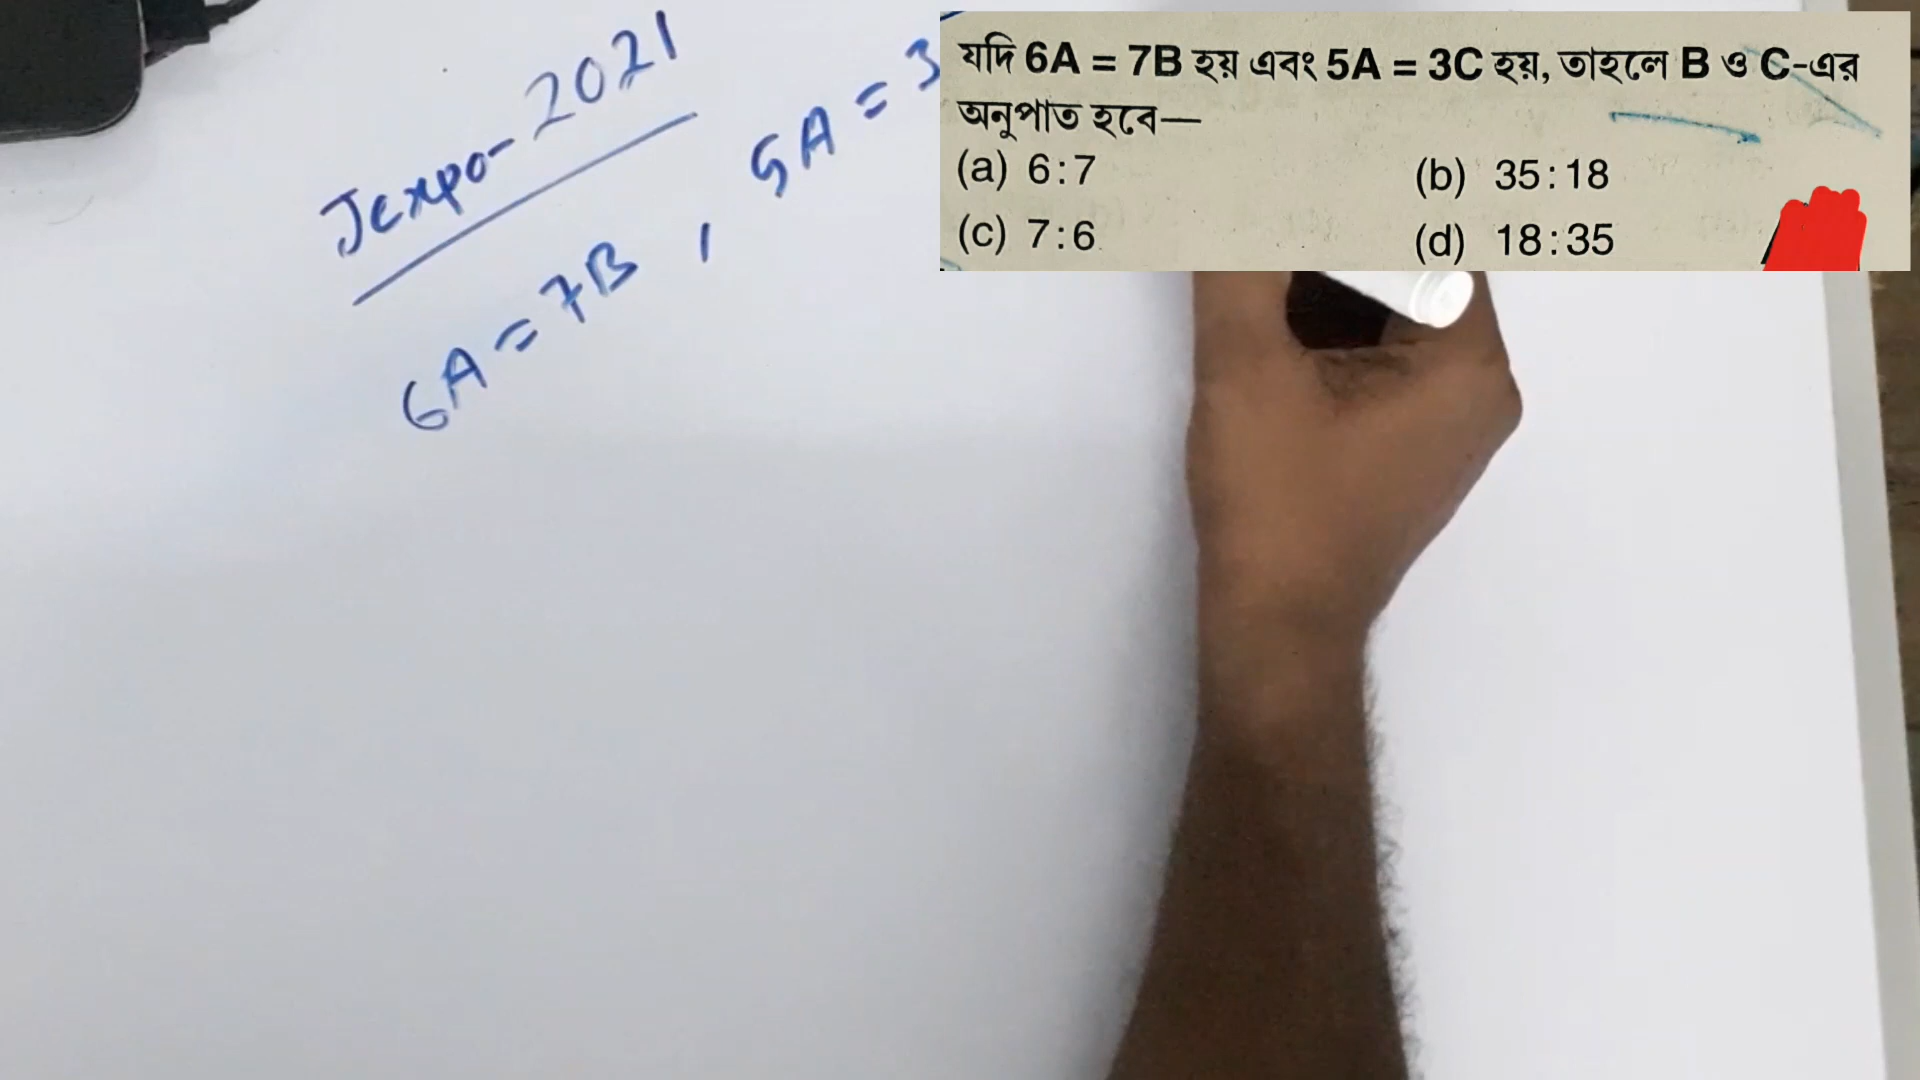 Jexpo-2021
6A = 7B , 5A = 3
যদি 6A = 7B হয় এবং 5A = 3C হয়, তাহলে B ও C-এর
অনুপাত হবে—
(a) 6:7
(b) 35:18
(c) 7:6
(d) 18:35